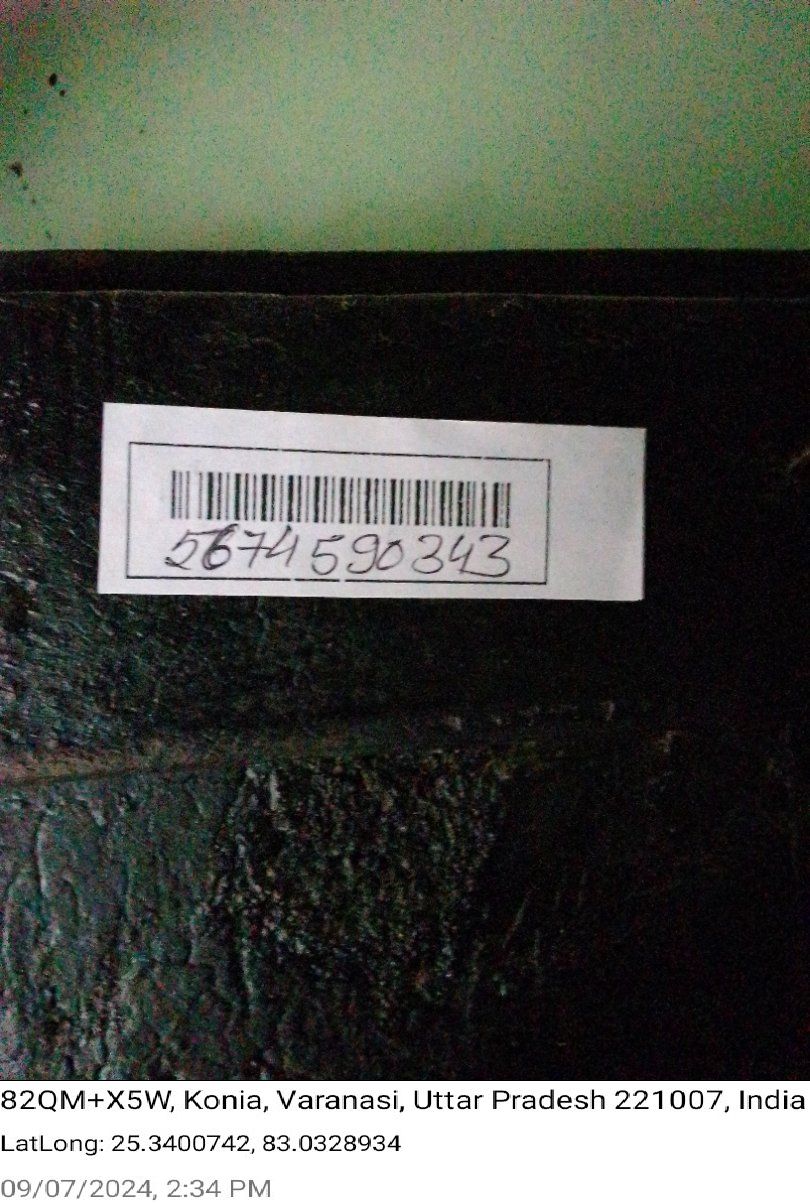 5674590343
82QM+X5W, Konia, Varanasi, Uttar Pradesh 221007, India
LatLong: 25.3400742, 83.0328934
09/07/2024, 2:34 PM